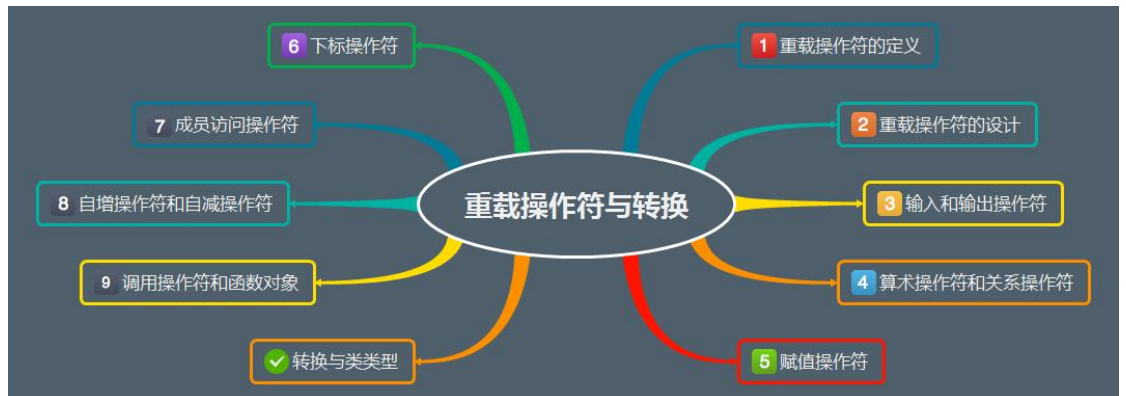 重载操作符与转换
1 重载操作符的定义
2 重载操作符的设计
3 输入和输出操作符
4 算术操作符和关系操作符
5 赋值操作符
6 下标操作符
7 成员访问操作符
8 自增操作符和自减操作符
9 调用操作符和函数对象
转换与类类型